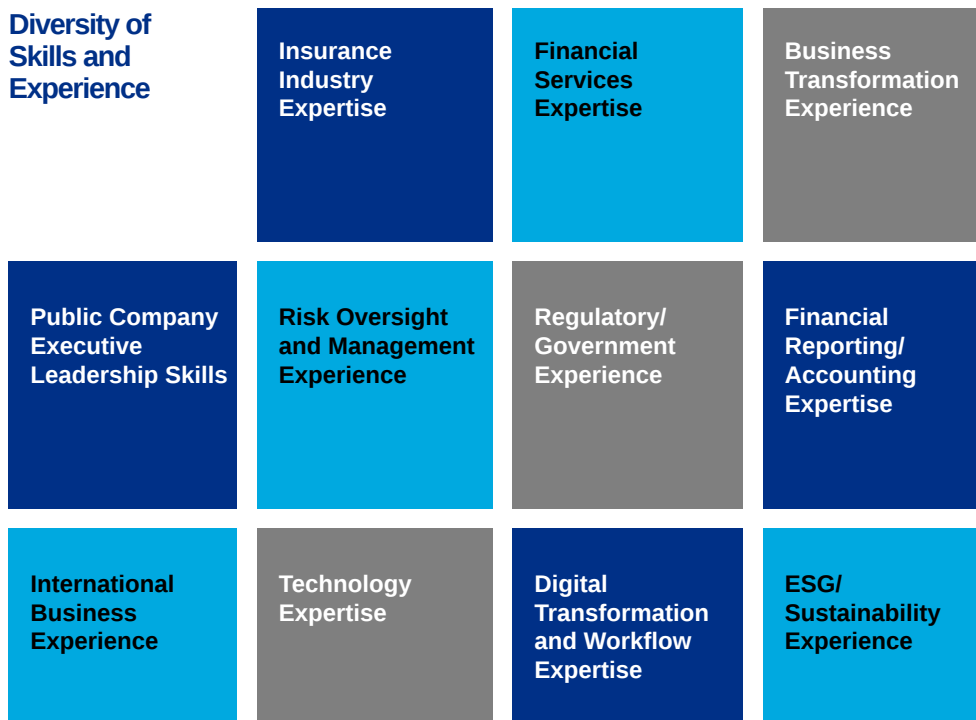 Diversity of
Skills and
Experience
Insurance
Industry
Expertise
Financial
Services
Expertise
Business
Transformation
Experience
Public Company
Executive
Leadership Skills
Risk Oversight
and Management
Experience
Regulatory/
Government
Experience
Financial
Reporting/
Accounting
Expertise
International
Business
Experience
Technology
Expertise
Digital
Transformation
and Workflow
Expertise
ESG/
Sustainability
Experience